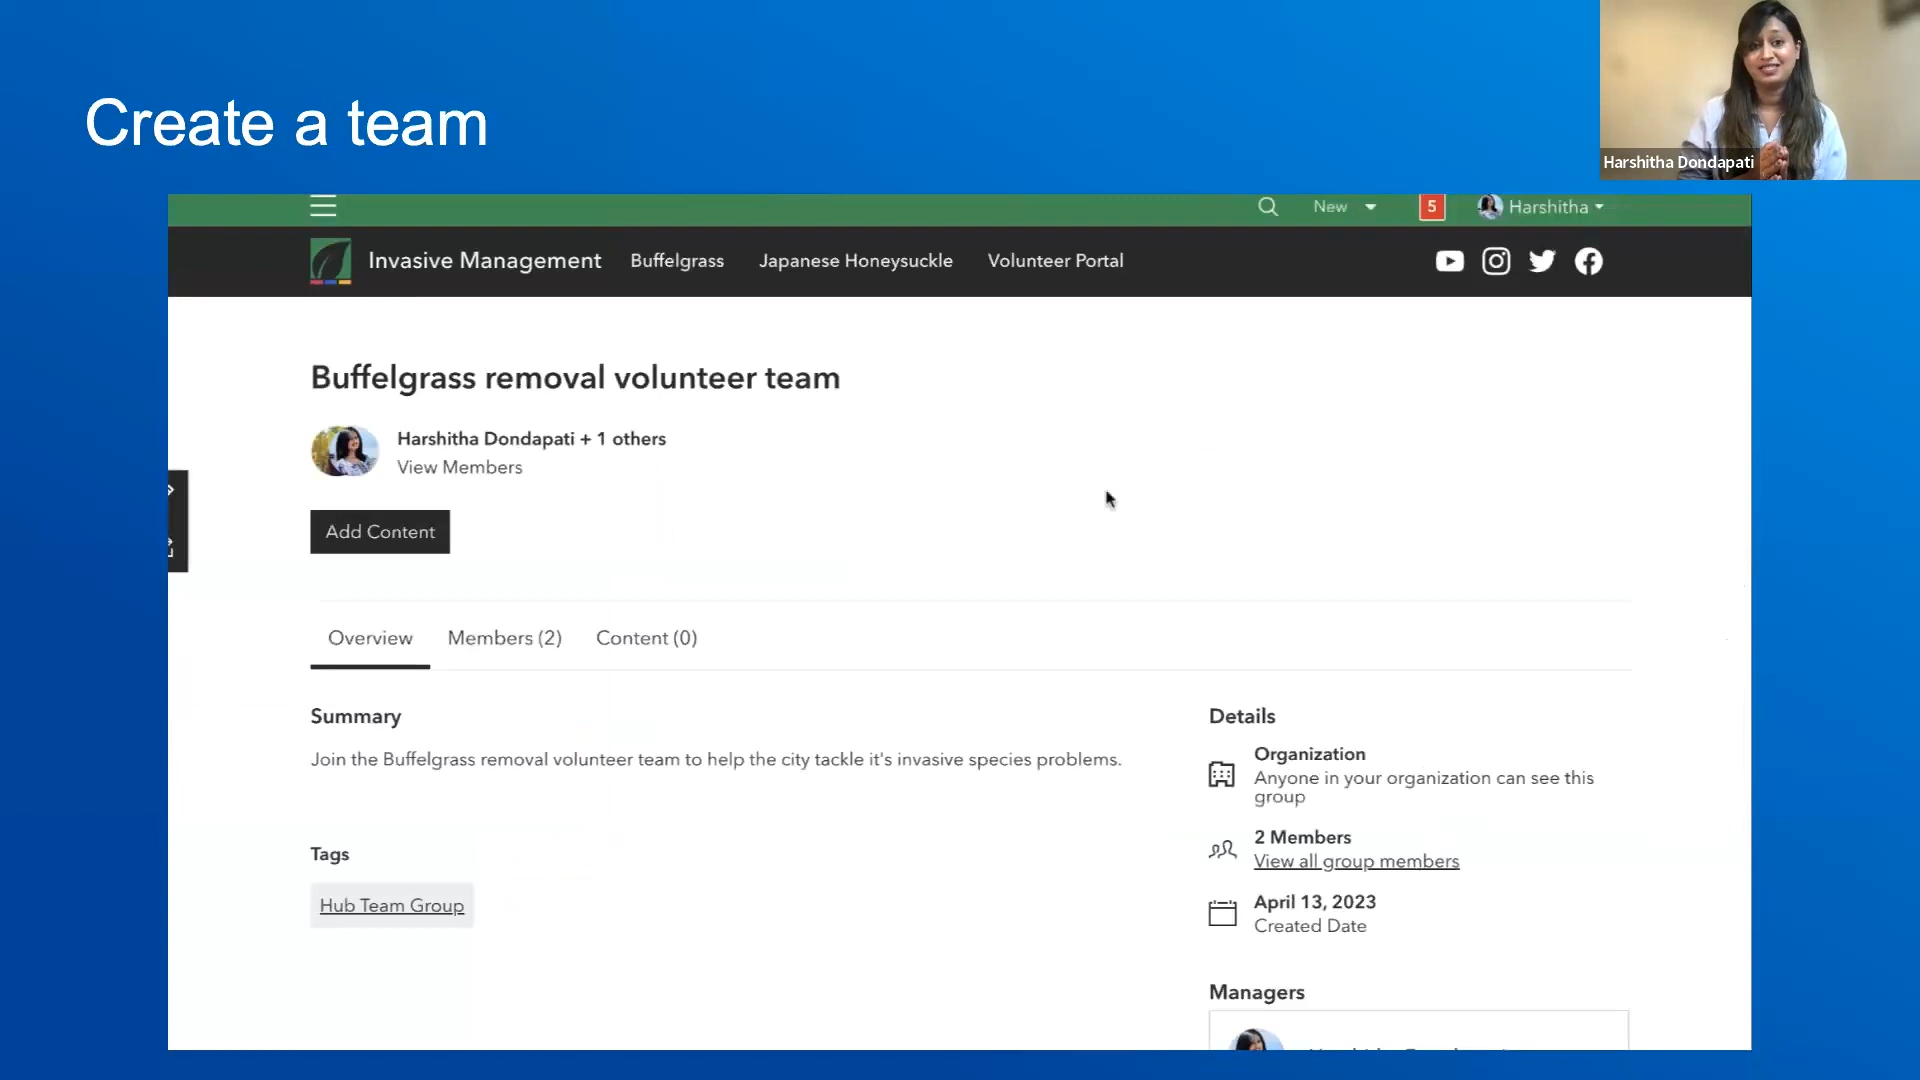 Create a team
Harshitha Dondapati
New
5
Harshitha
Invasive Management
Buffelgrass
Japanese Honeysuckle
Volunteer Portal
Buffelgrass removal volunteer team
Harshitha Dondapati + 1 others
View Members
Add Content
Overview
Members (2)
Content (0)
Summary
Join the Buffelgrass removal volunteer team to help the city tackle it's invasive species problems.
Tags
Hub Team Group
Details
Organization
Anyone in your organization can see this
group
2 Members
View all group members
April 13, 2023
Created Date
Managers